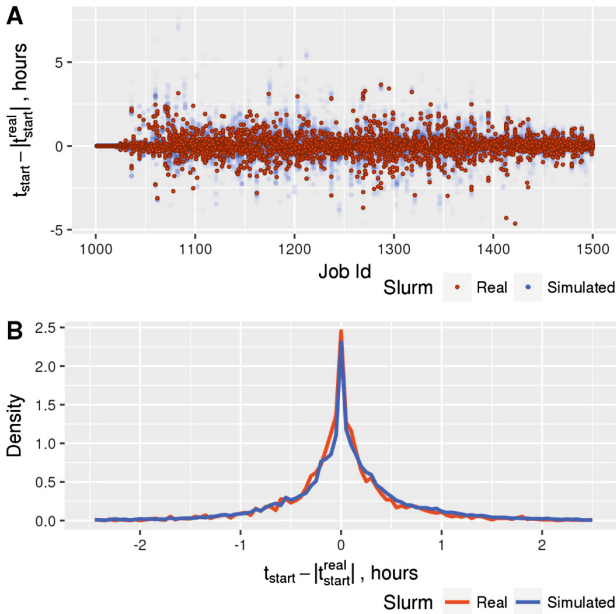 A
t_start − |t_start^real| , hours
5
0
-5
1000 1100 1200 1300 1400 1500
Job Id
Slurm Real Simulated
B
Density
2.5
2.0
1.5
1.0
0.5
0.0
-2 -1 0 1 2
t_start − |t_start^real| , hours
Slurm Real Simulated